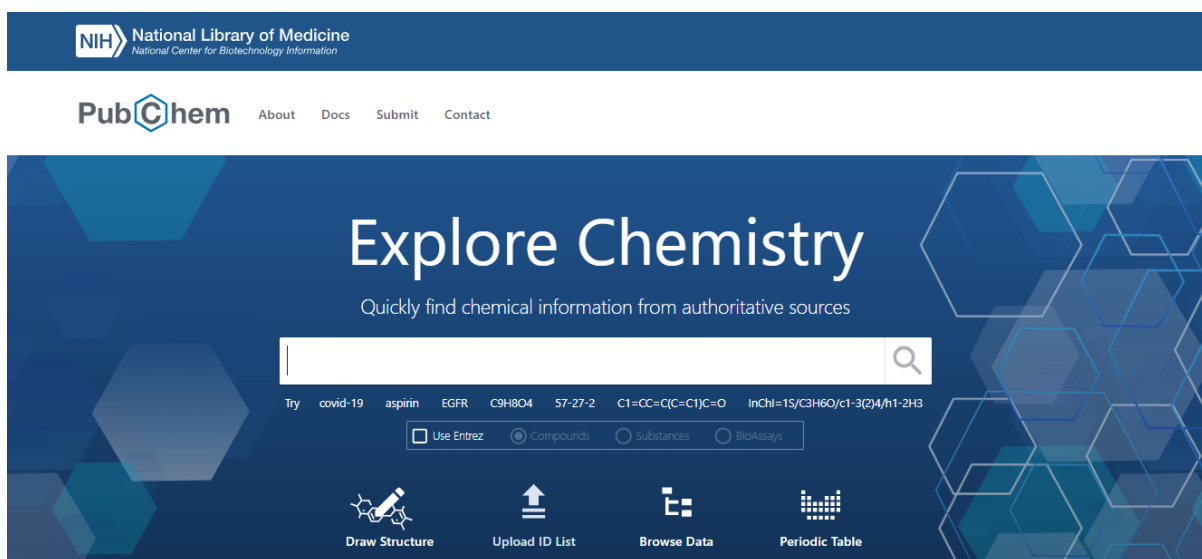 NIH National Library of Medicine
National Center for Biotechnology Information
PubChem About Docs Submit Contact
Explore Chemistry
Quickly find chemical information from authoritative sources
Try covid-19 aspirin EGFR C9H8O4 57-27-2 C1=CC=C(C=C1)C=O InChI=1S/C3H6O/c1-3(2)4/h1-2H3
Use Entrez Compounds Substances BioAssays
Draw Structure Upload ID List Browse Data Periodic Table